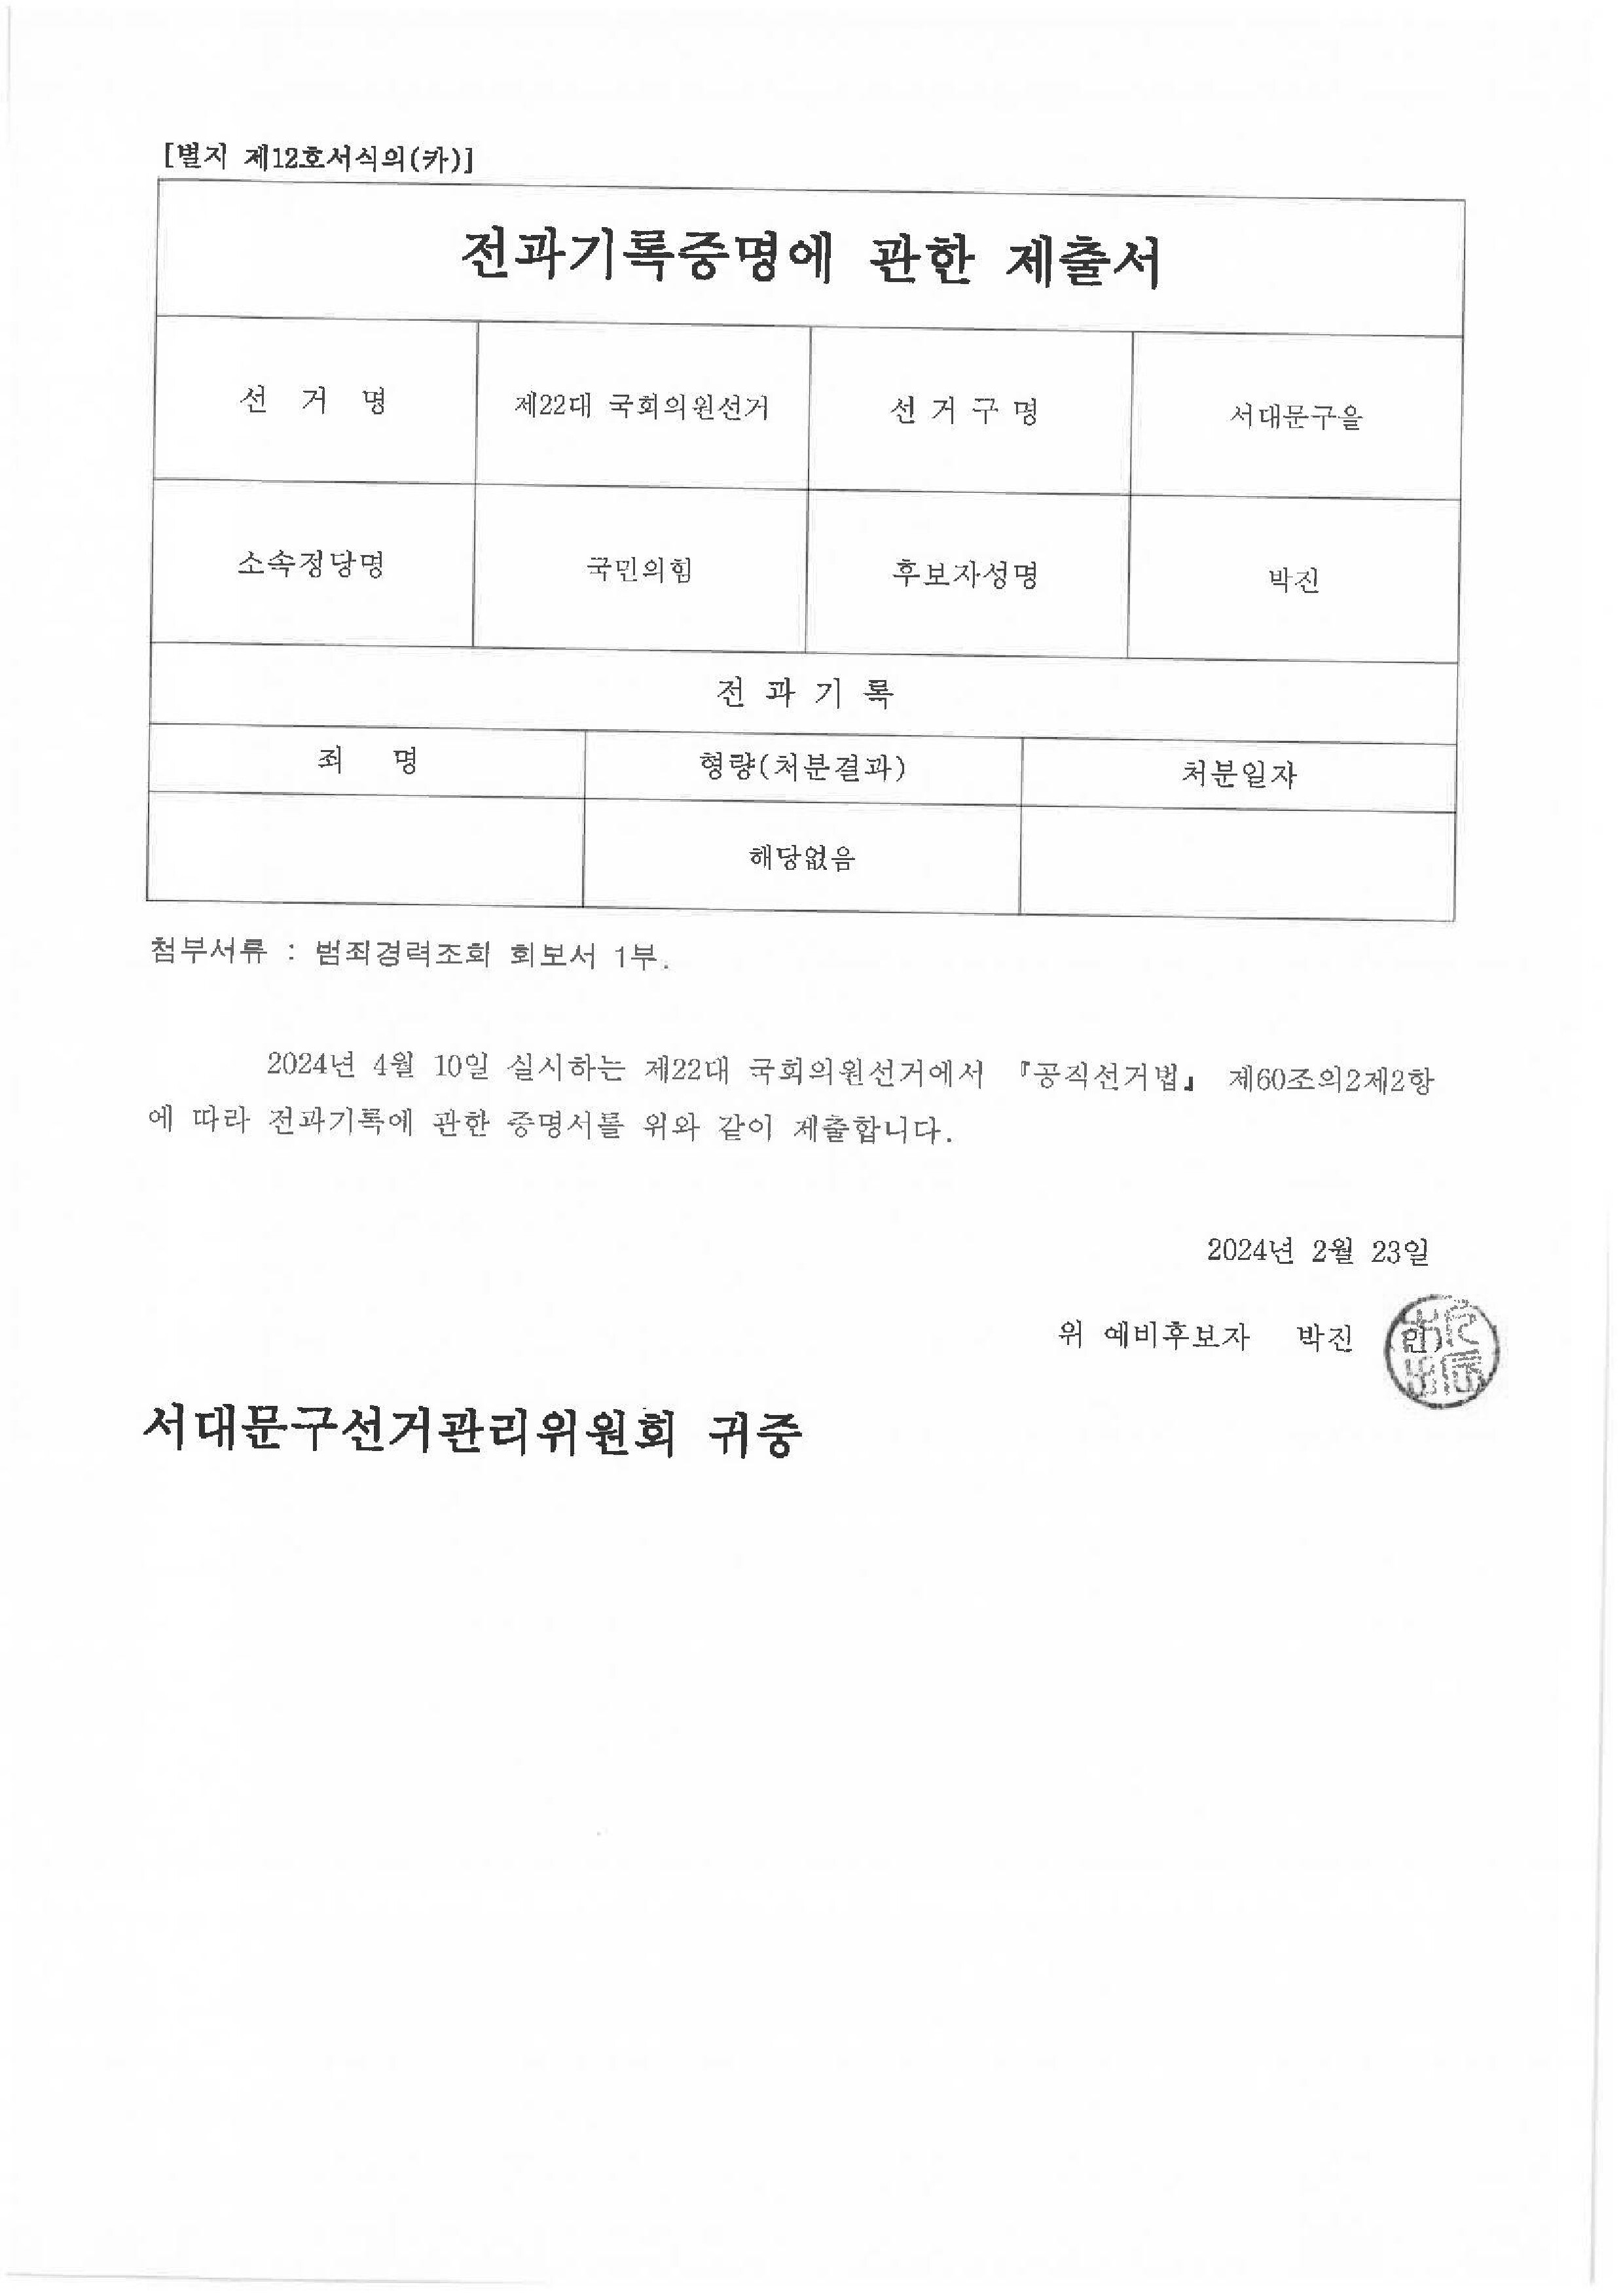 [별지 제12호서식의(카)]
전과기록증명에 관한 제출서
선 거 명 제22대 국회의원선거 선 거 구 명 서대문구을
소속정당명 국민의힘 후보자성명 박진
전 과 기 록
죄 명 형량(처분결과) 처분일자
해당없음
첨부서류 : 범죄경력조회 회보서 1부.
2024년 4월 10일 실시하는 제22대 국회의원선거에서 『공직선거법』 제60조의2제2항
에 따라 전과기록에 관한 증명서를 위와 같이 제출합니다.
2024년 2월 23일
위 예비후보자 박진 (인)
서대문구선거관리위원회 귀중